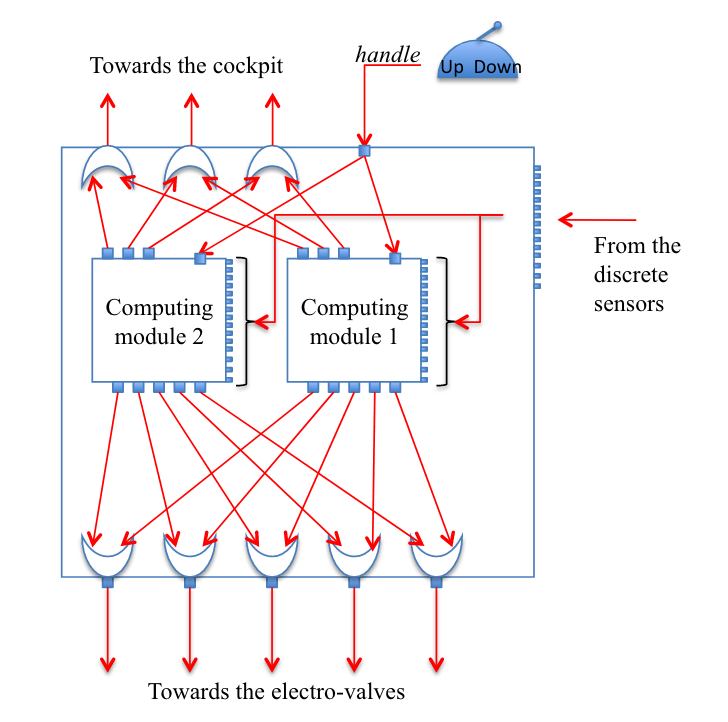 handle
Up Down
Towards the cockpit
From the
discrete
sensors
Computing
module 2
Computing
module 1
Towards the electro-valves